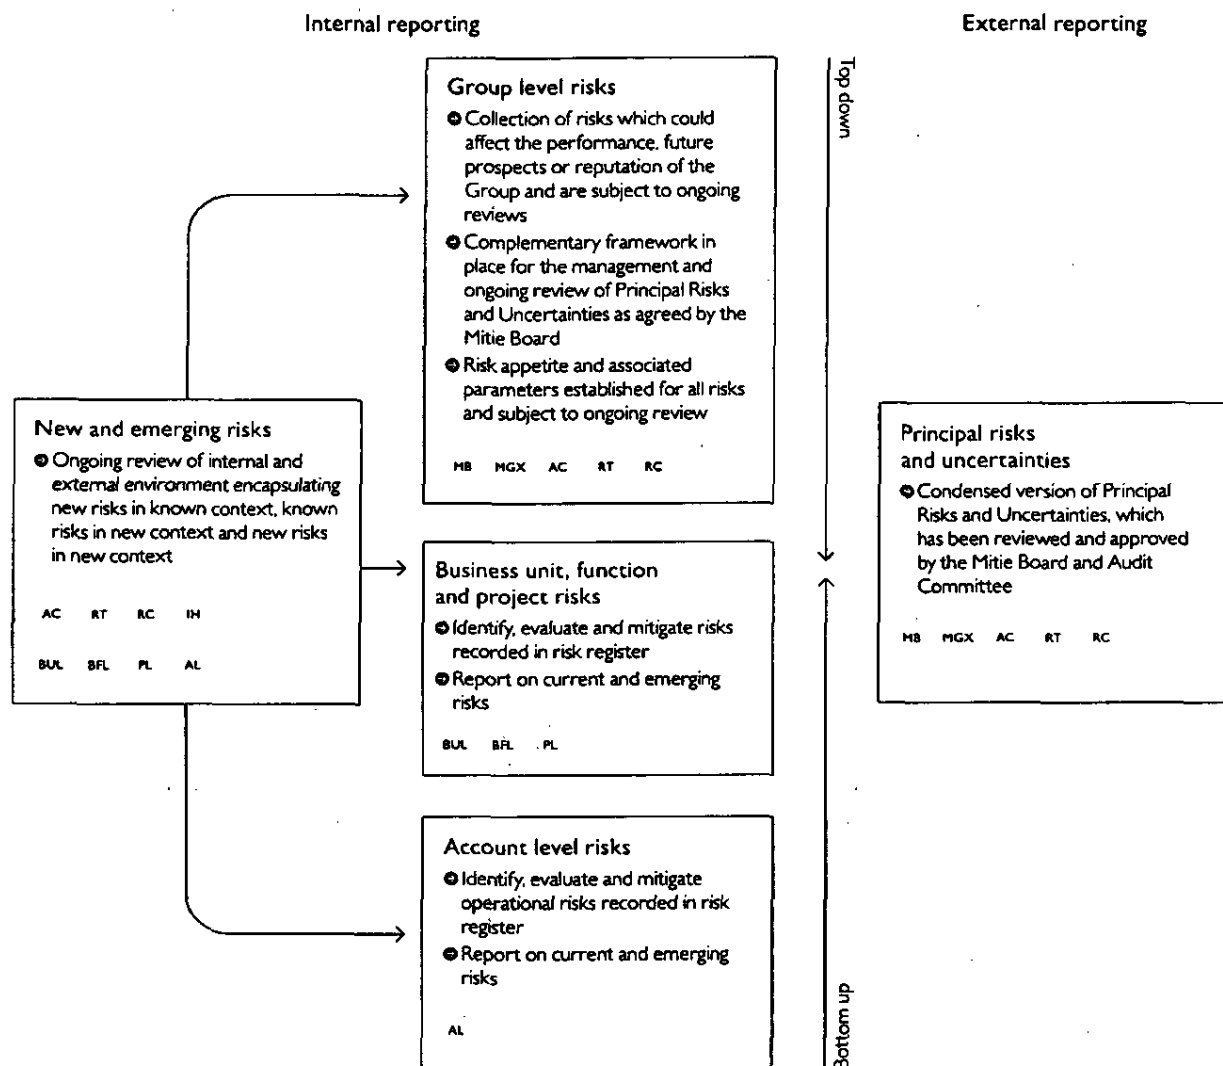 Internal reporting
External reporting
Group level risks
Collection of risks which could
affect the performance, future
prospects or reputation of the
Group and are subject to ongoing
reviews
Complementary framework in
place for the management and
ongoing review of Principal Risks
and Uncertainties as agreed by the
Mitie Board
Risk appetite and associated
parameters established for all risks
and subject to ongoing review
MB MGX AC RT RC
Top down
New and emerging risks
Ongoing review of internal and
external environment encapsulating
new risks in known context, known
risks in new context and new risks
in new context
AC RT RC IH
BUL BFL PL AL
Business unit, function
and project risks
Identify, evaluate and mitigate risks
recorded in risk register
Report on current and emerging
risks
BUL BFL PL
Account level risks
Identify, evaluate and mitigate
operational risks recorded in risk
register
Report on current and emerging
risks
AL
Bottom up
Principal risks
and uncertainties
Condensed version of Principal
Risks and Uncertainties, which
has been reviewed and approved
by the Mitie Board and Audit
Committee
MB MGX AC RT RC